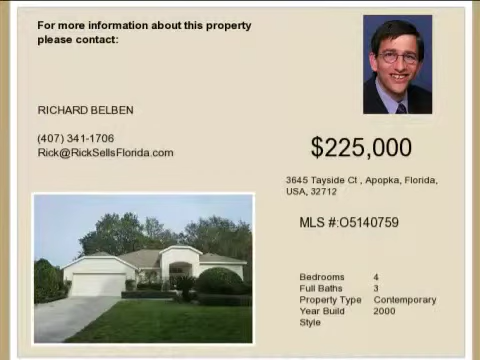 For more information about this property
please contact:
RICHARD BELBEN
(407) 341-1706
Rick@RickSellsFlorida.com
$225,000
3645 Tayside Ct , Apopka, Florida,
USA, 32712
MLS #:O5140759
Bedrooms 4
Full Baths 3
Property Type Contemporary
Year Build 2000
Style